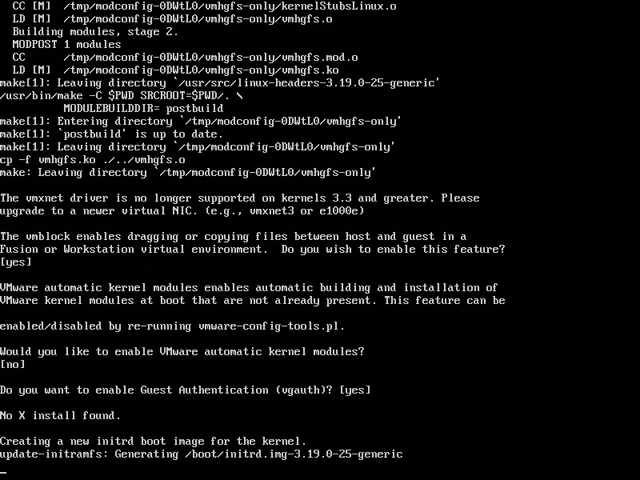 CC [M]  /tmp/modconfig-0DWtL0/vmhgfs-only/kernelStubsLinux.o
LD [M]  /tmp/modconfig-0DWtL0/vmhgfs-only/vmhgfs.o
Building modules, stage 2.
MODPOST 1 modules
CC      /tmp/modconfig-0DWtL0/vmhgfs-only/vmhgfs.mod.o
LD [M]  /tmp/modconfig-0DWtL0/vmhgfs-only/vmhgfs.ko
make[1]: Leaving directory `/usr/src/linux-headers-3.19.0-25-generic'
/usr/bin/make -C $PWD SRCROOT=$PWD/. \
MODULEBUILDDIR= postbuild
make[1]: Entering directory `/tmp/modconfig-0DWtL0/vmhgfs-only'
make[1]: `postbuild' is up to date.
make[1]: Leaving directory `/tmp/modconfig-0DWtL0/vmhgfs-only'
cp -f vmhgfs.ko ./../vmhgfs.o
make: Leaving directory `/tmp/modconfig-0DWtL0/vmhgfs-only'
The vmxnet driver is no longer supported on kernels 3.3 and greater. Please
upgrade to a newer virtual NIC. (e.g., vmxnet3 or e1000e)
The vmblock enables dragging or copying files between host and guest in a
Fusion or Workstation virtual environment.  Do you wish to enable this feature?
[yes]
VMware automatic kernel modules enables automatic building and installation of
VMware kernel modules at boot that are not already present. This feature can be
enabled/disabled by re-running vmware-config-tools.pl.
Would you like to enable VMware automatic kernel modules?
[no]
Do you want to enable Guest Authentication (vgauth)? [yes]
No X install found.
Creating a new initrd boot image for the kernel.
update-initramfs: Generating /boot/initrd.img-3.19.0-25-generic